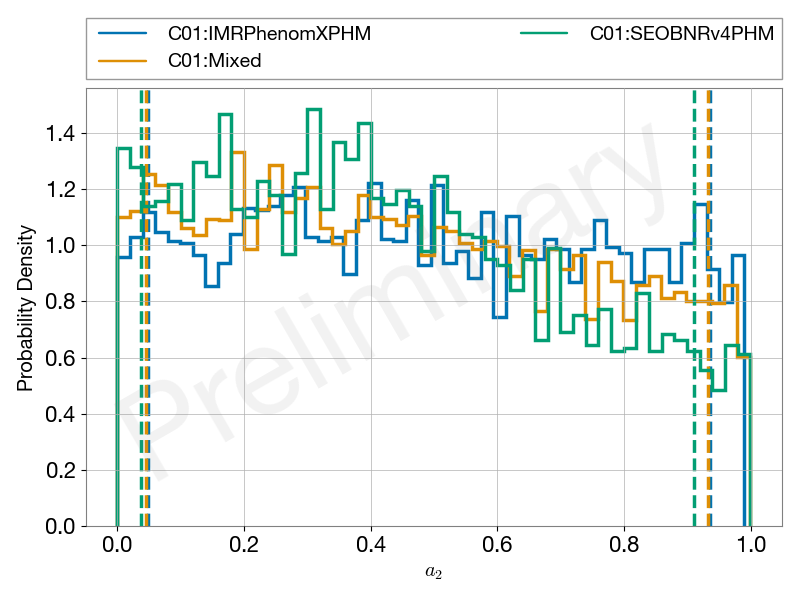 C01:IMRPhenomXPHM
C01:Mixed
C01:SEOBNRv4PHM
Preliminary
Probability Density
1.4
1.2
1.0
0.8
0.6
0.4
0.2
0.0
0.0 0.2 0.4 0.6 0.8 1.0
a₂